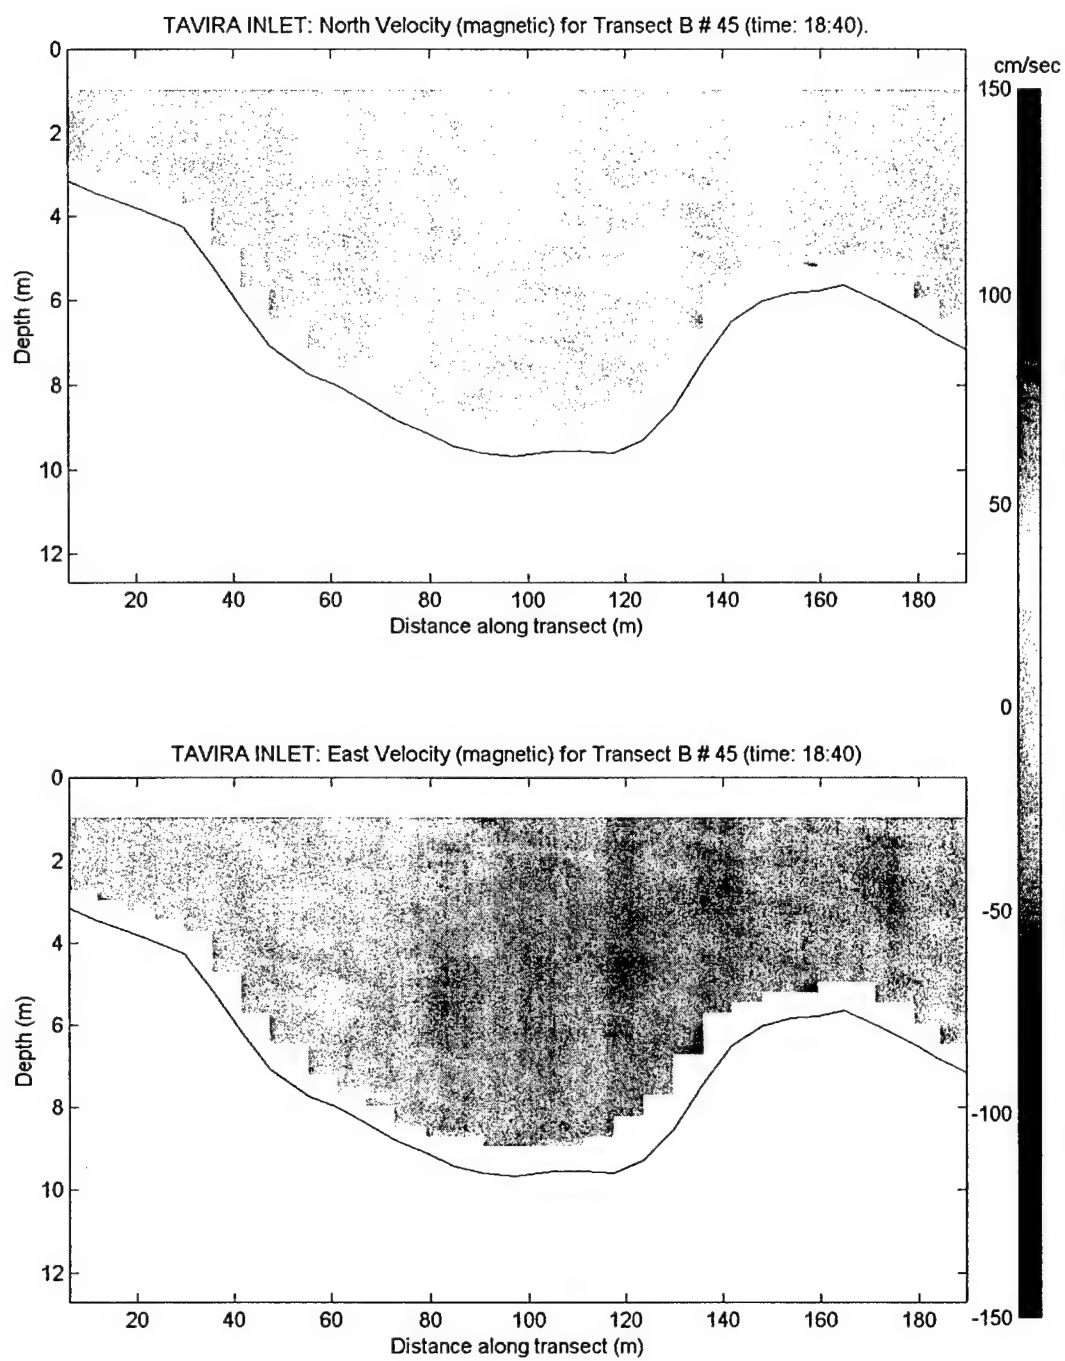 TAVIRA INLET: North Velocity (magnetic) for Transect B # 45 (time: 18:40).
cm/sec
0
2
4
6
8
10
12
Depth (m)
20 40 60 80 100 120 140 160 180
Distance along transect (m)
150
100
50
0
-50
-100
-150
TAVIRA INLET: East Velocity (magnetic) for Transect B # 45 (time: 18:40)
0
2
4
6
8
10
12
Depth (m)
20 40 60 80 100 120 140 160 180
Distance along transect (m)